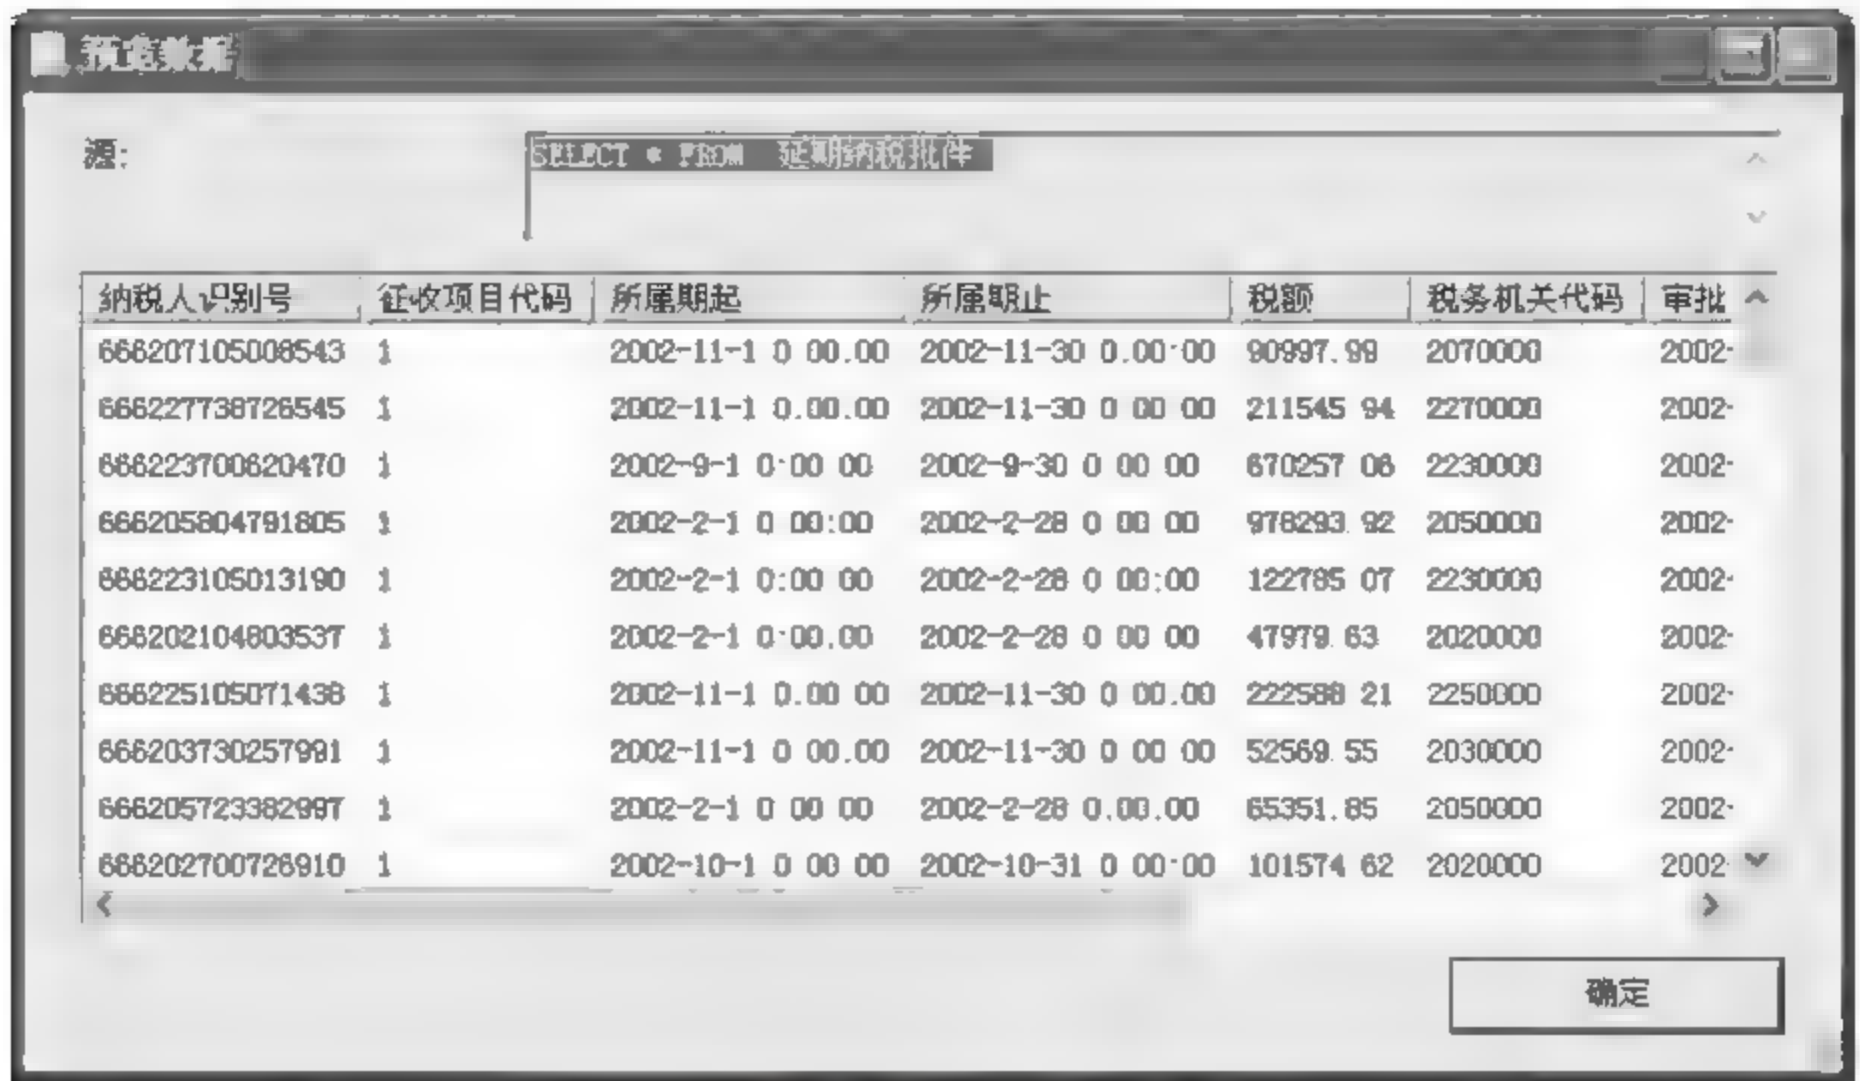 预览数据
源:
SELECT * FROM 延期纳税批件
纳税人识别号 征收项目代码 所属期起 所属期止 税额 税务机关代码 审批
666207105008543 1 2002-11-1 0 00.00 2002-11-30 0.00:00 90997.99 2070000 2002-
666227738726545 1 2002-11-1 0.00.00 2002-11-30 0 00 00 211545 94 2270000 2002-
666223700620470 1 2002-9-1 0:00 00 2002-9-30 0 00 00 670257 06 2230000 2002-
666205804791805 1 2002-2-1 0 00:00 2002-2-28 0 00 00 978293.92 2050000 2002-
666223105013190 1 2002-2-1 0:00 00 2002-2-28 0 00:00 122785 07 2230000 2002-
666202104803537 1 2002-2-1 0:00.00 2002-2-28 0 00 00 47979.63 2020000 2002-
666225105071438 1 2002-11-1 0.00 00 2002-11-30 0 00.00 222588 21 2250000 2002-
666203730257991 1 2002-11-1 0 00.00 2002-11-30 0 00 00 52569.55 2030000 2002-
666205723382997 1 2002-2-1 0 00 00 2002-2-28 0.00.00 65351.85 2050000 2002-
666202700726910 1 2002-10-1 0 00 00 2002-10-31 0 00:00 101574 62 2020000 2002-
确定